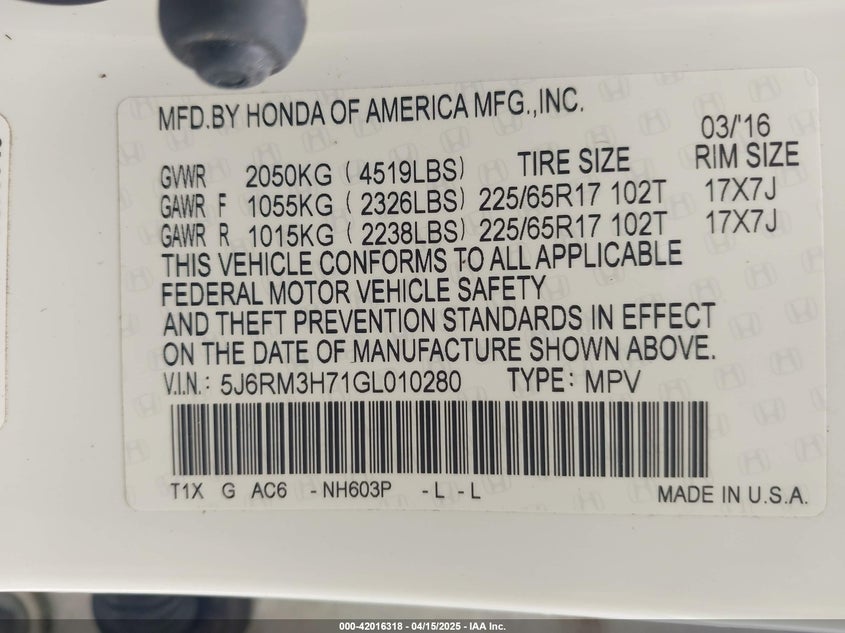 MFD.BY HONDA OF AMERICA MFG.,INC.
03/'16
GVWR 2050KG (4519LBS) TIRE SIZE RIM SIZE
GAWR F 1055KG (2326LBS) 225/65R17 102T 17X7J
GAWR R 1015KG (2238LBS) 225/65R17 102T 17X7J
THIS VEHICLE CONFORMS TO ALL APPLICABLE
FEDERAL MOTOR VEHICLE SAFETY
AND THEFT PREVENTION STANDARDS IN EFFECT
ON THE DATE OF MANUFACTURE SHOWN ABOVE.
V.I.N.: 5J6RM3H71GL010280 TYPE: MPV
T1X G AC6 -NH603P -L -L MADE IN U.S.A.
000-42016318 - 04/15/2025 - IAA Inc.